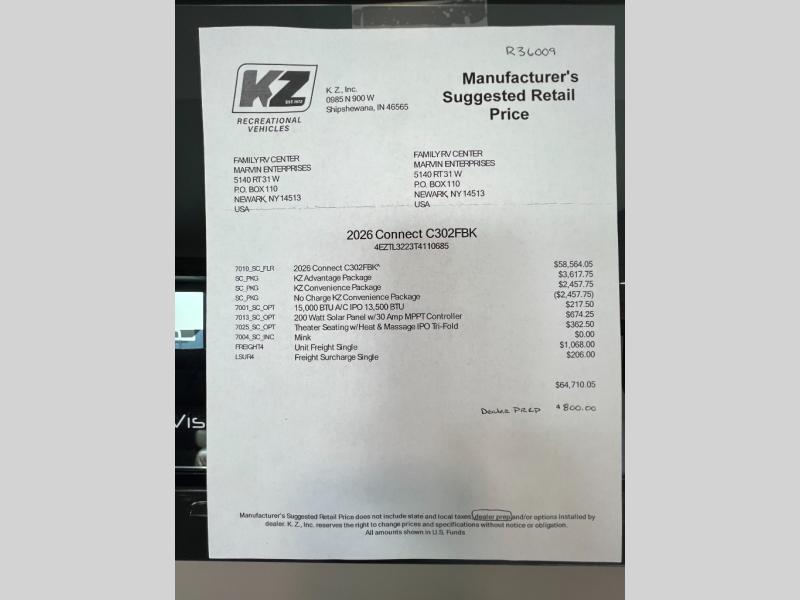 R36009
KZ
EST. 1972
RECREATIONAL
VEHICLES
K. Z., Inc.
0985 N 900 W
Shipshewana, IN 46565
Manufacturer's
Suggested Retail
Price
FAMILY RV CENTER
MARVIN ENTERPRISES
5140 RT 31 W
P.O. BOX 110
NEWARK, NY 14513
USA
FAMILY RV CENTER
MARVIN ENTERPRISES
5140 RT 31 W
P.O. BOX 110
NEWARK, NY 14513
USA
2026 Connect C302FBK
4EZTL3223T4110685
7010_SC_FLR 2026 Connect C302FBK^ $58,564.05
SC_PKG KZ Advantage Package $3,617.75
SC_PKG KZ Convenience Package $2,457.75
SC_PKG No Charge KZ Convenience Package ($2,457.75)
7001_SC_OPT 15,000 BTU A/C IPO 13,500 BTU $217.50
7013_SC_OPT 200 Watt Solar Panel w/30 Amp MPPT Controller $674.25
7025_SC_OPT Theater Seating w/Heat & Massage IPO Tri-Fold $362.50
7004_SC_INC Mink $0.00
FREIGHT4 Unit Freight Single $1,068.00
LSUR4 Freight Surcharge Single $206.00
$64,710.05
Dealer PREP $800.00
Vis
Manufacturer's Suggested Retail Price does not include state and local taxes, dealer prep and/or options installed by
dealer. K. Z., Inc. reserves the right to change prices and specifications without notice or obligation.
All amounts shown in U.S. Funds